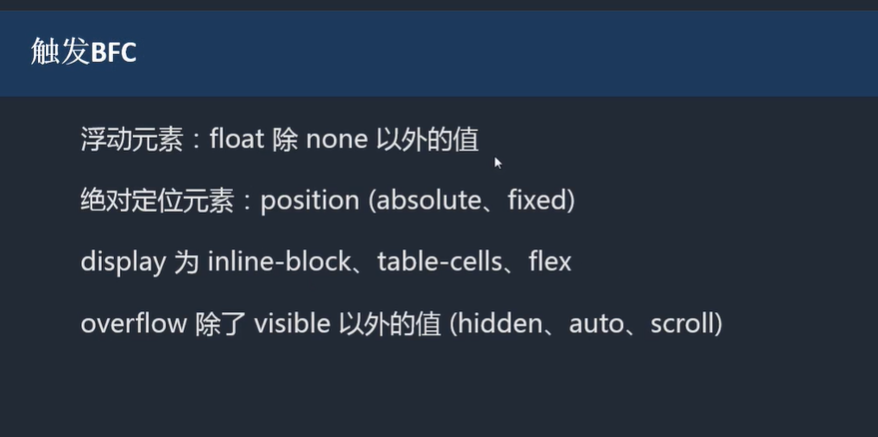 触发BFC
浮动元素：float 除 none 以外的值
绝对定位元素：position (absolute、fixed)
display 为 inline-block、table-cells、flex
overflow 除了 visible 以外的值 (hidden、auto、scroll)